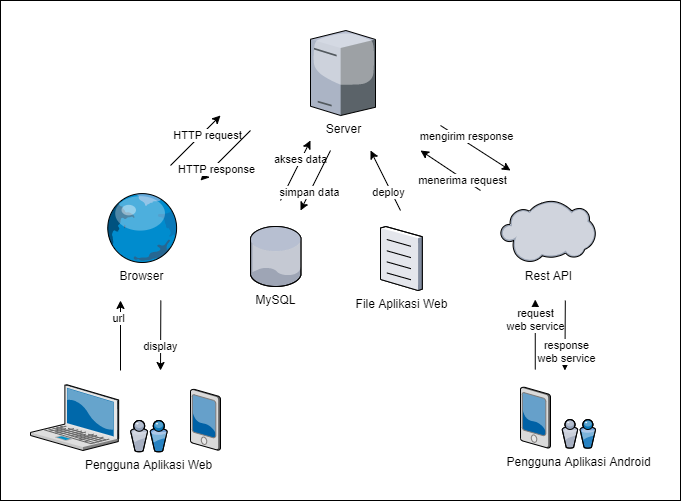 Server
HTTP request
HTTP response
akses data
simpan data
deploy
mengirim response
menerima request
Browser
MySQL
File Aplikasi Web
Rest API
url
display
request
web service
response
web service
Pengguna Aplikasi Web
Pengguna Aplikasi Android